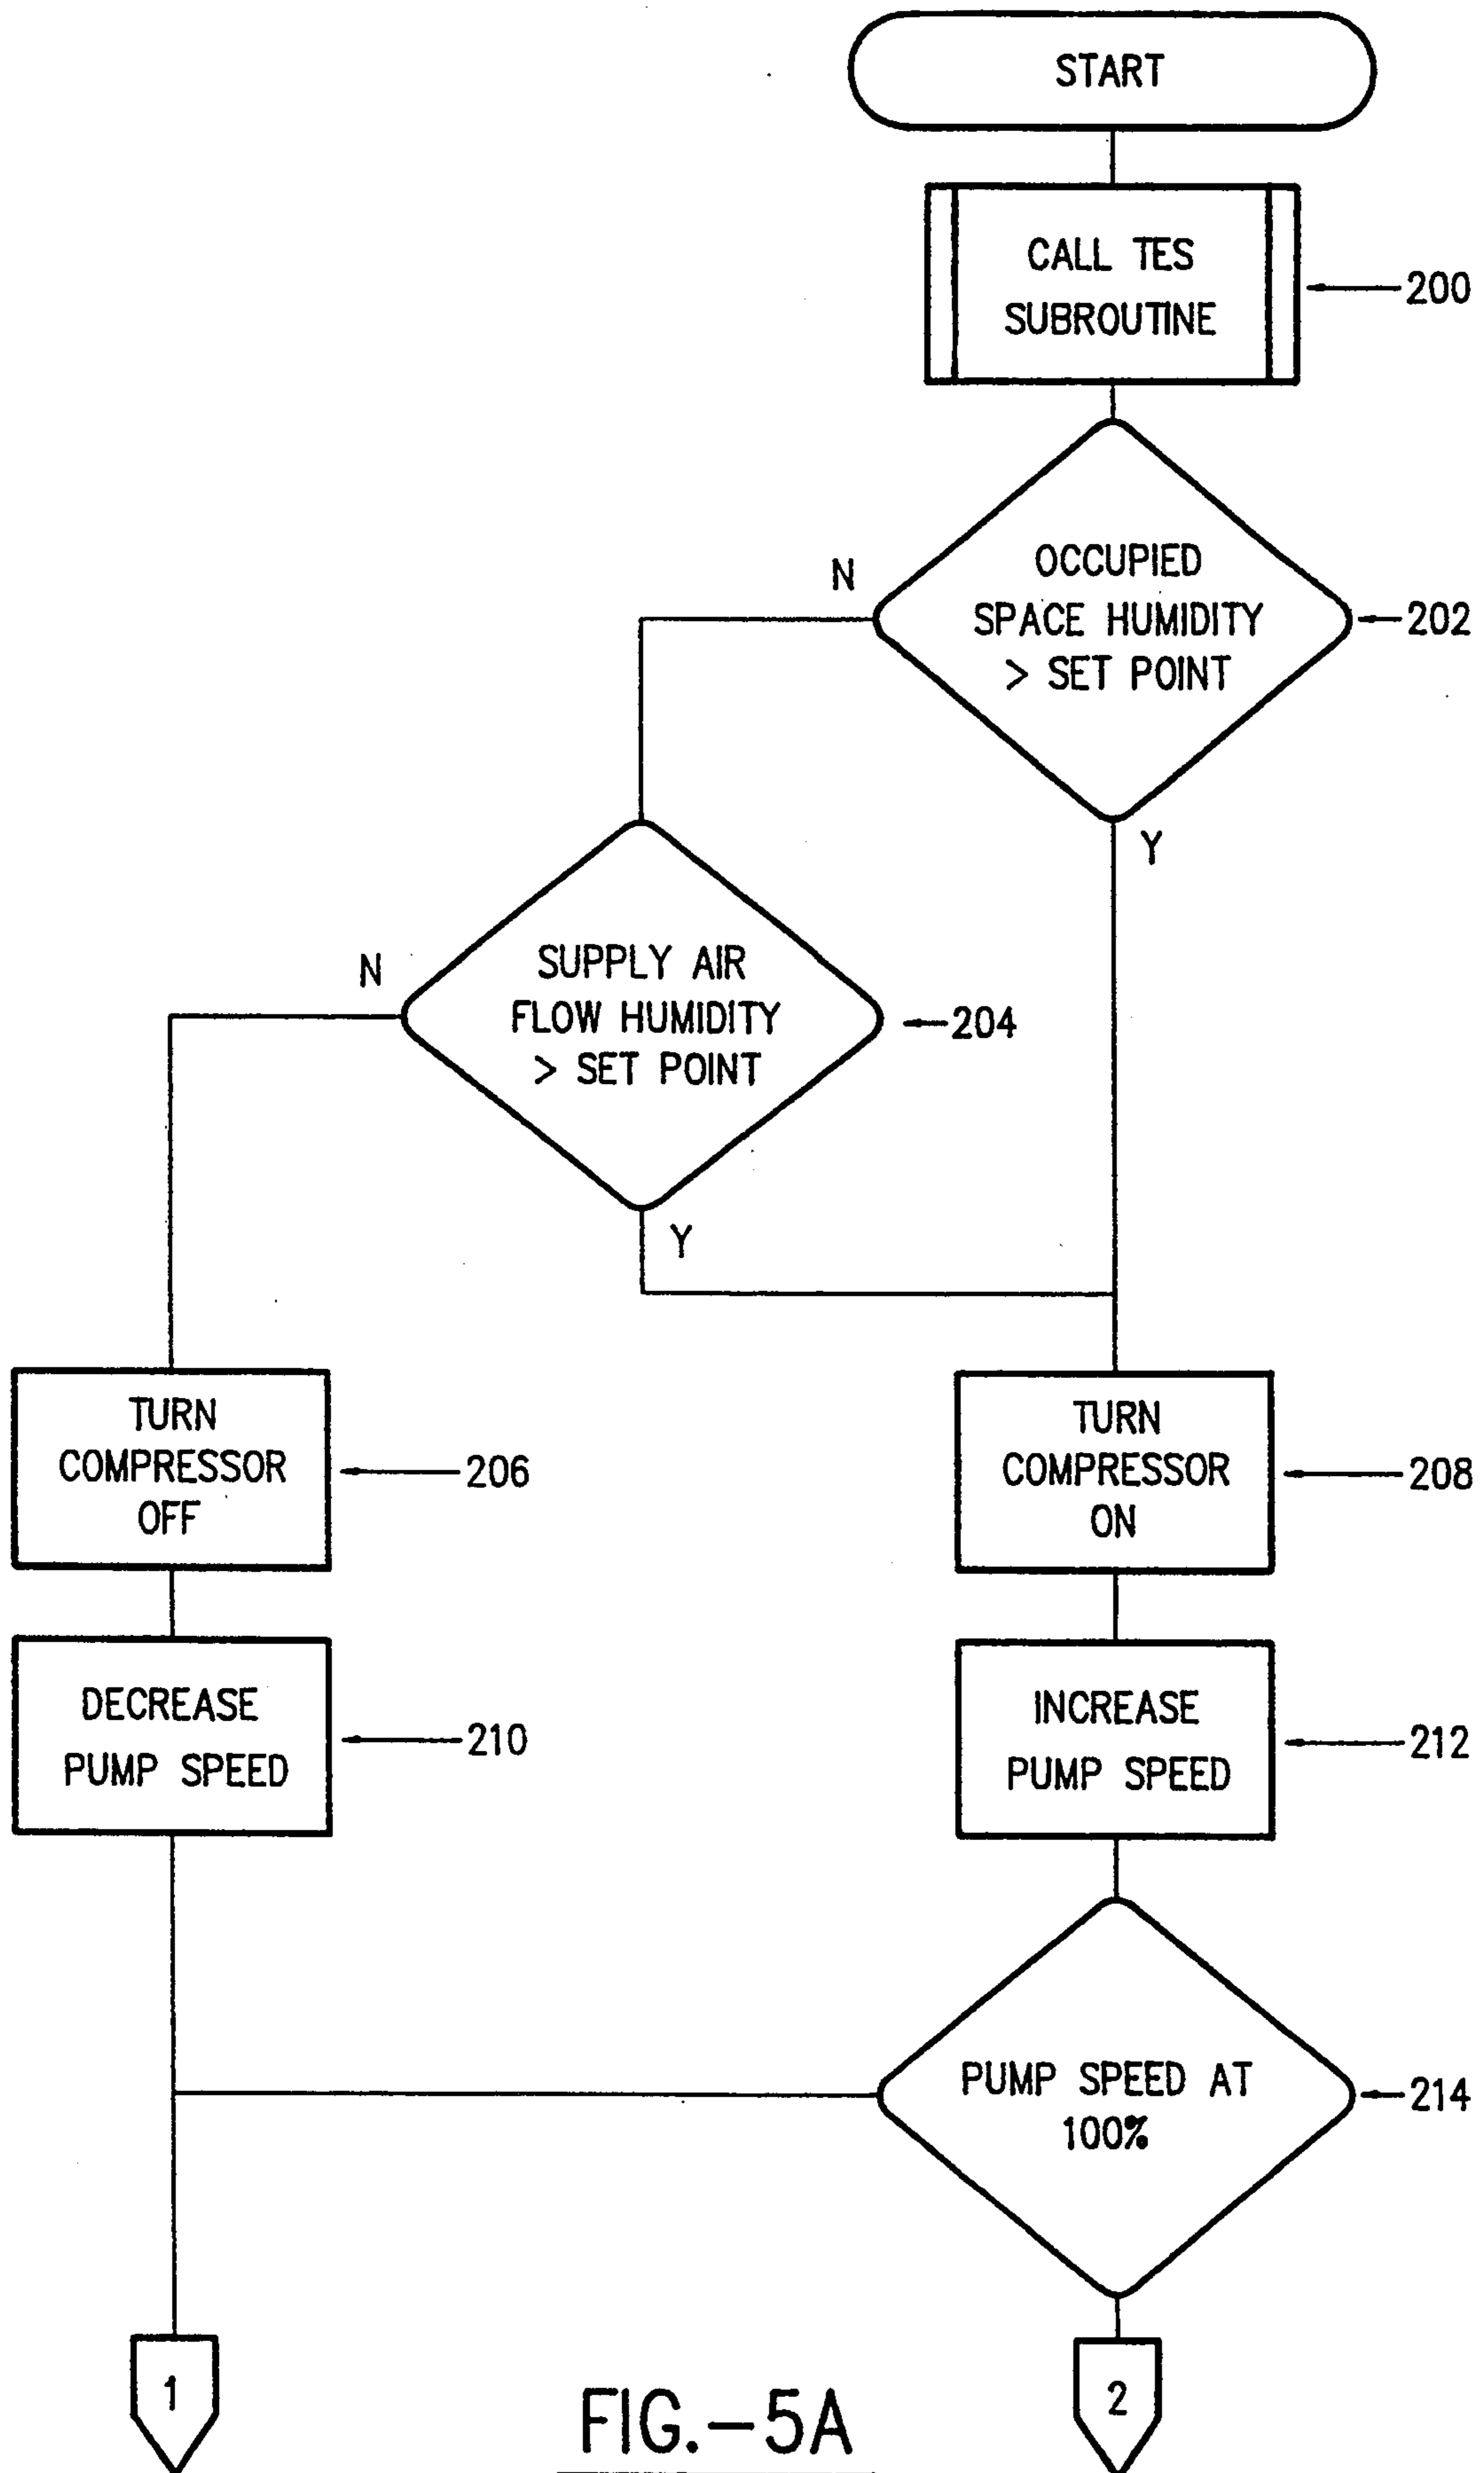 START
CALL TES
SUBROUTINE
200
OCCUPIED
SPACE HUMIDITY
> SET POINT
202
N
Y
SUPPLY AIR
FLOW HUMIDITY
> SET POINT
204
N
Y
TURN
COMPRESSOR
OFF
206
TURN
COMPRESSOR
ON
208
DECREASE
PUMP SPEED
210
INCREASE
PUMP SPEED
212
PUMP SPEED AT
100%
214
1
2
FIG.-5A